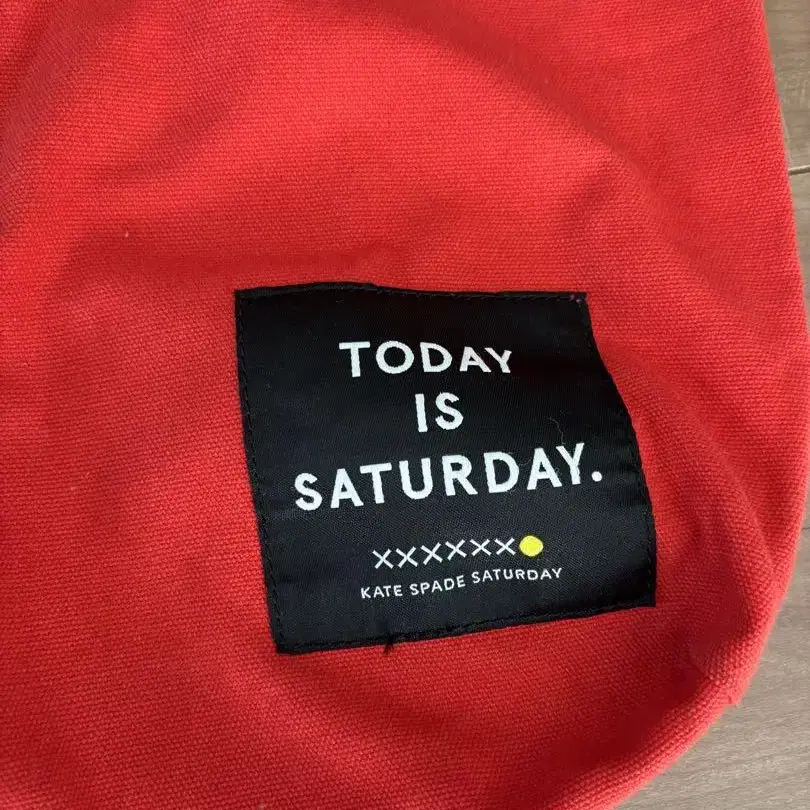 TODAY
IS
SATURDAY.
XXXXXX
KATE SPADE SATURDAY